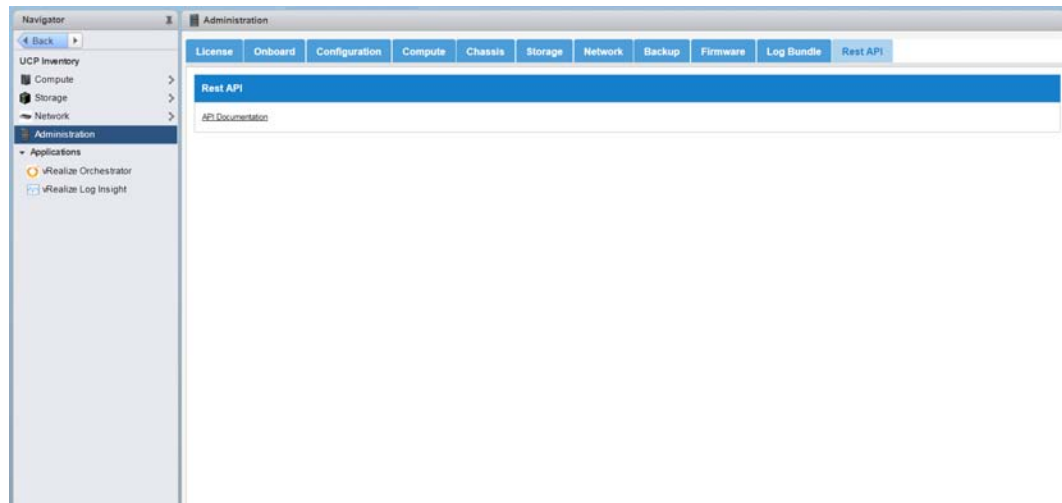 Navigator
Administration
Back
UCP Inventory
Compute
Storage
Network
Administration
Applications
vRealize Orchestrator
vRealize Log Insight
License Onboard Configuration Compute Chassis Storage Network Backup Firmware Log Bundle Rest API
Rest API
API Documentation